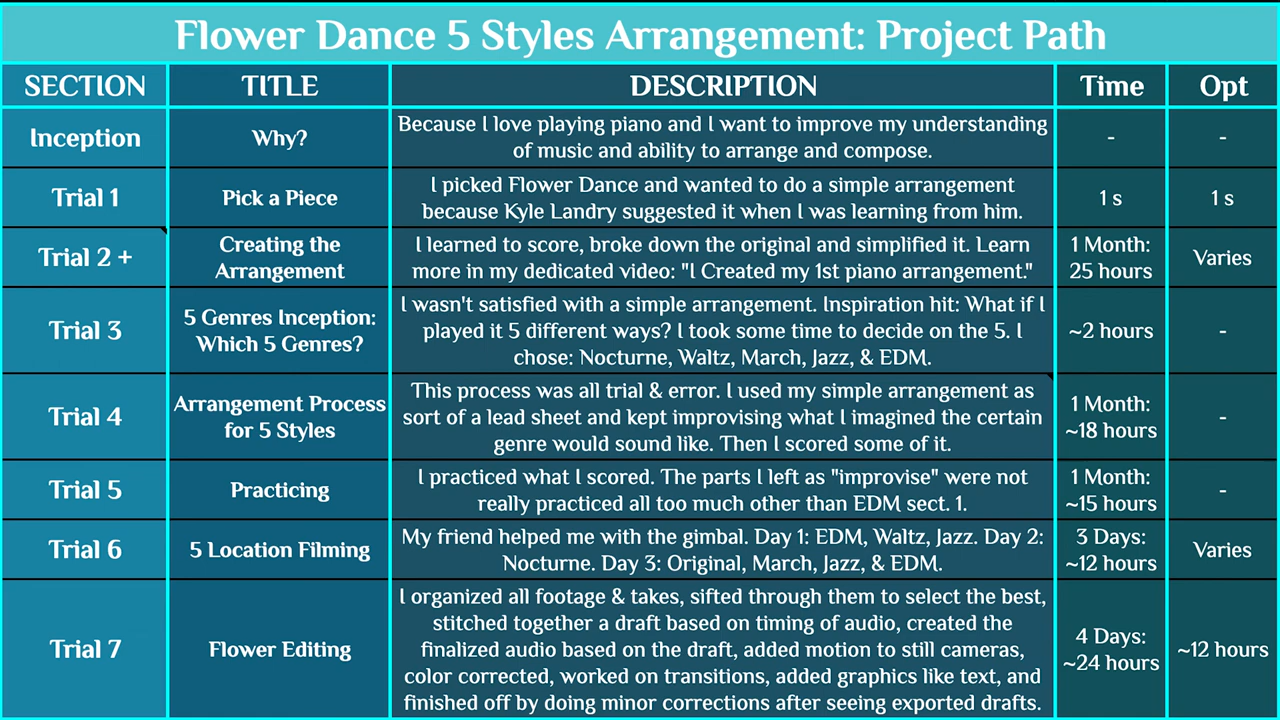 Flower Dance 5 Styles Arrangement: Project Path
SECTION TITLE DESCRIPTION Time Opt
Inception
Why?
Because I love playing piano and I want to improve my understanding
of music and ability to arrange and compose.
-
-
Trial 1
Pick a Piece
I picked Flower Dance and wanted to do a simple arrangement
because Kyle Landry suggested it when I was learning from him.
1 s
1 s
Trial 2 +
Creating the
Arrangement
I learned to score, broke down the original and simplified it. Learn
more in my dedicated video: "I Created my 1st piano arrangement."
1 Month:
25 hours
Varies
Trial 3
5 Genres Inception:
Which 5 Genres?
I wasn't satisfied with a simple arrangement. Inspiration hit: What if I
played it 5 different ways? I took some time to decide on the 5. I
chose: Nocturne, Waltz, March, Jazz, & EDM.
~2 hours
-
Trial 4
Arrangement Process
for 5 Styles
This process was all trial & error. I used my simple arrangement as
sort of a lead sheet and kept improvising what I imagined the certain
genre would sound like. Then I scored some of it.
1 Month:
~18 hours
-
Trial 5
Practicing
I practiced what I scored. The parts I left as "improvise" were not
really practiced all too much other than EDM sect. 1.
1 Month:
~15 hours
-
Trial 6
5 Location Filming
My friend helped me with the gimbal. Day 1: EDM, Waltz, Jazz. Day 2:
Nocturne. Day 3: Original, March, Jazz, & EDM.
3 Days:
~12 hours
Varies
Trial 7
Flower Editing
I organized all footage & takes, sifted through them to select the best,
stitched together a draft based on timing of audio, created the
finalized audio based on the draft, added motion to still cameras,
color corrected, worked on transitions, added graphics like text, and
finished off by doing minor corrections after seeing exported drafts.
4 Days:
~24 hours
~12 hours